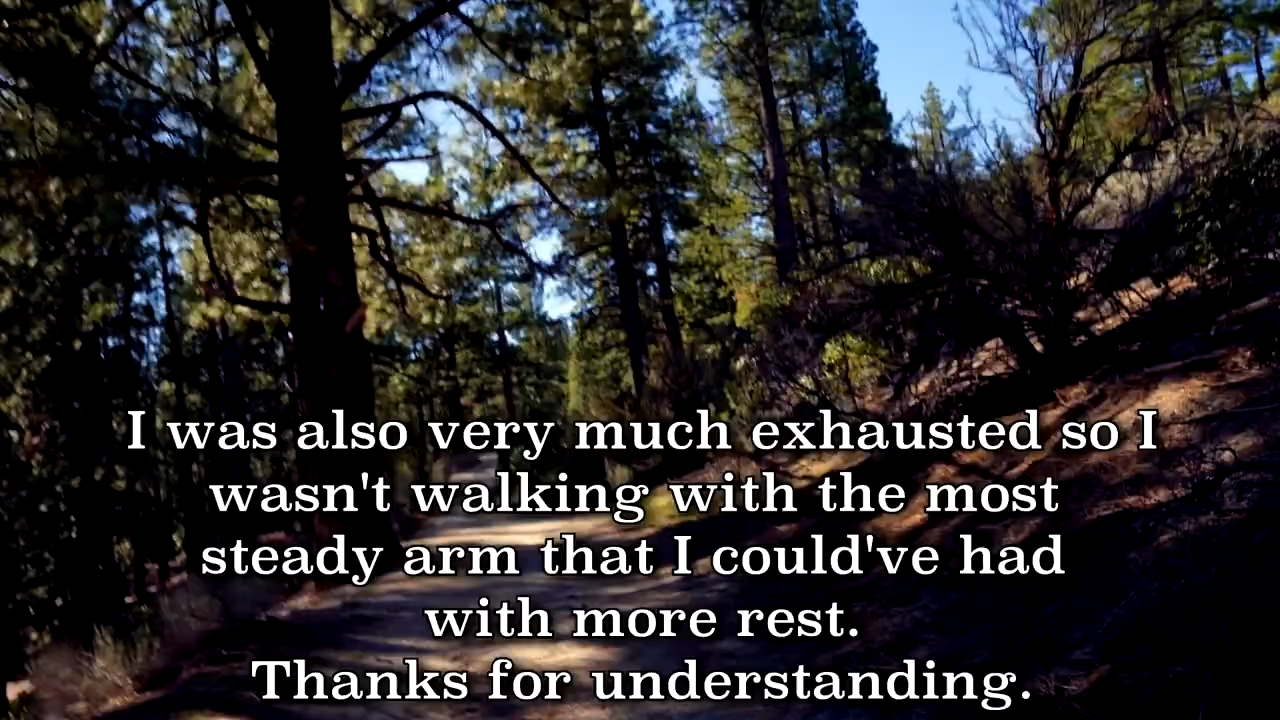 I was also very much exhausted so I
wasn't walking with the most
steady arm that I could've had
with more rest.
Thanks for understanding.